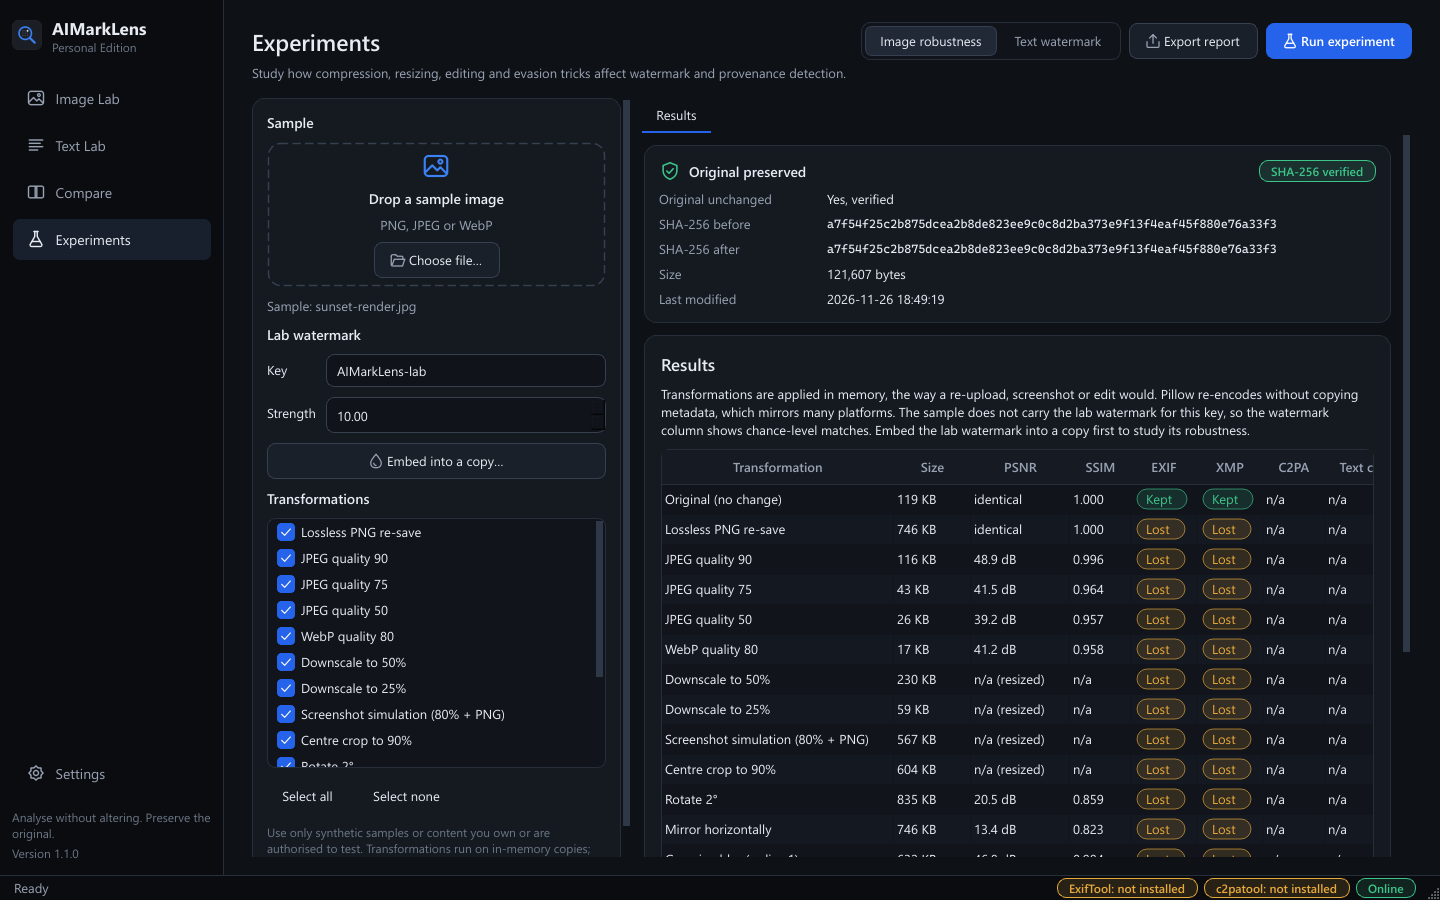 AIMarkLens
Personal Edition
Image Lab
Text Lab
Compare
Experiments
Settings
Analyse without altering. Preserve the
original.
Version 1.1.0
Experiments
Study how compression, resizing, editing and evasion tricks affect watermark and provenance detection.
Image robustness
Text watermark
Export report
Run experiment
Sample
Drop a sample image
PNG, JPEG or WebP
Choose file...
Sample: sunset-render.jpg
Lab watermark
Key AIMarkLens-lab
Strength 10.00
Embed into a copy...
Transformations
Lossless PNG re-save
JPEG quality 90
JPEG quality 75
JPEG quality 50
WebP quality 80
Downscale to 50%
Downscale to 25%
Screenshot simulation (80% + PNG)
Centre crop to 90%
Rotate 2°
Select all Select none
Use only synthetic samples or content you own or are
authorised to test. Transformations run on in-memory copies;
Results
Original preserved SHA-256 verified
Original unchanged Yes, verified
SHA-256 before a7f54f25c2b875dcea2b8de823ee9c0c8d2ba373e9f13f4eaf45f880e76a33f3
SHA-256 after a7f54f25c2b875dcea2b8de823ee9c0c8d2ba373e9f13f4eaf45f880e76a33f3
Size 121,607 bytes
Last modified 2026-11-26 18:49:19
Results
Transformations are applied in memory, the way a re-upload, screenshot or edit would. Pillow re-encodes without copying
metadata, which mirrors many platforms. The sample does not carry the lab watermark for this key, so the watermark
column shows chance-level matches. Embed the lab watermark into a copy first to study its robustness.
Transformation Size PSNR SSIM EXIF XMP C2PA Text c
Original (no change) 119 KB identical 1.000 Kept Kept n/a n/a
Lossless PNG re-save 746 KB identical 1.000 Lost Lost n/a n/a
JPEG quality 90 116 KB 48.9 dB 0.996 Lost Lost n/a n/a
JPEG quality 75 43 KB 41.5 dB 0.964 Lost Lost n/a n/a
JPEG quality 50 26 KB 39.2 dB 0.957 Lost Lost n/a n/a
WebP quality 80 17 KB 41.2 dB 0.958 Lost Lost n/a n/a
Downscale to 50% 230 KB n/a (resized) n/a Lost Lost n/a n/a
Downscale to 25% 59 KB n/a (resized) n/a Lost Lost n/a n/a
Screenshot simulation (80% + PNG) 567 KB n/a (resized) n/a Lost Lost n/a n/a
Centre crop to 90% 604 KB n/a (resized) n/a Lost Lost n/a n/a
Rotate 2° 835 KB 20.5 dB 0.859 Lost Lost n/a n/a
Mirror horizontally 746 KB 13.4 dB 0.823 Lost Lost n/a n/a
Ready
ExifTool: not installed
c2patool: not installed
Online